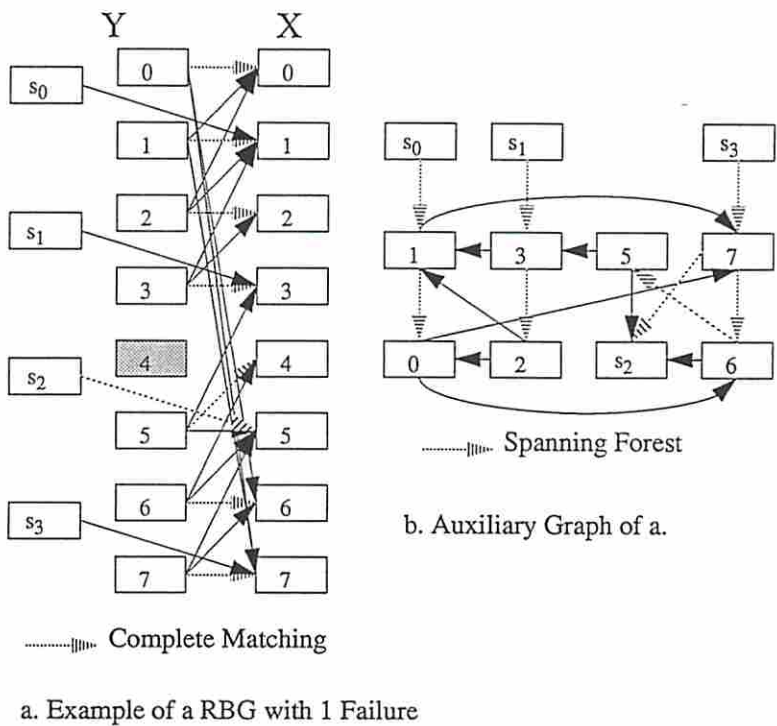 Y X
0 0
s0
1 1
2 2
s1
3 3
4 4
s2
5 5
6 6
s3
7 7
Complete Matching
a. Example of a RBG with 1 Failure
s0 s1 s3
1 3 5 7
0 2 s2 6
Spanning Forest
b. Auxiliary Graph of a.